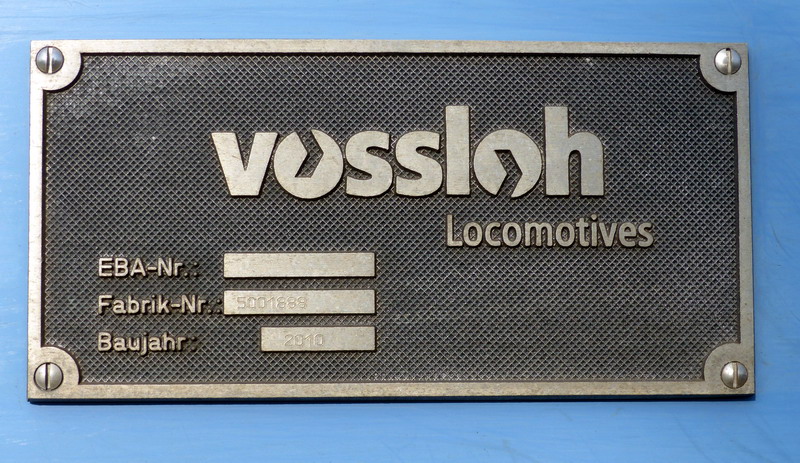 vossloh
Locomotives
EBA-Nr.:
Fabrik-Nr.: 5001889
Baujahr: 2010